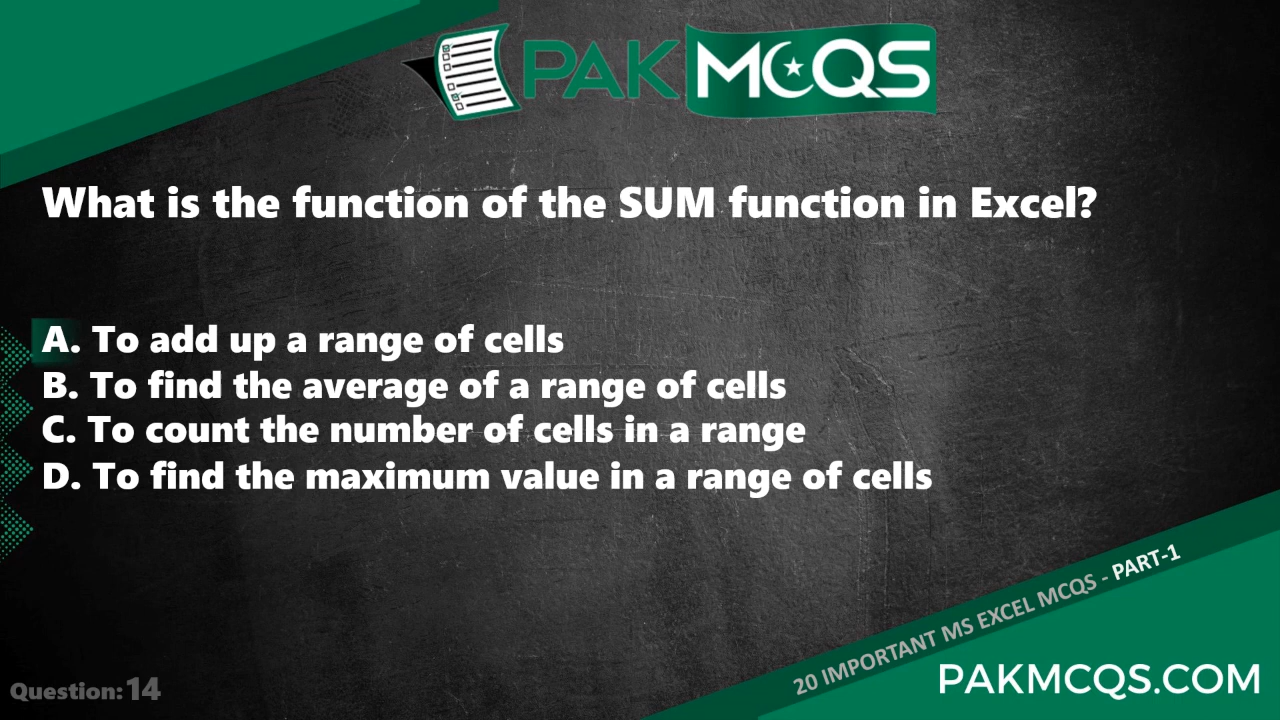 PAK MCQS
What is the function of the SUM function in Excel?
A. To add up a range of cells
B. To find the average of a range of cells
C. To count the number of cells in a range
D. To find the maximum value in a range of cells
20 IMPORTANT MS EXCEL MCQS - PART-1
Question: 14
PAKMCQS.COM